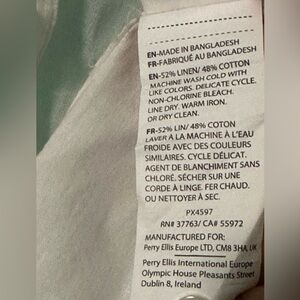 EN-MADE IN BANGLADESH
FR-FABRIQUÉ AU BANGLADESH
EN-52% LINEN/ 48% COTTON
MACHINE WASH COLD WITH
LIKE COLORS. DELICATE CYCLE.
NON-CHLORINE BLEACH.
LINE DRY. WARM IRON.
OR DRY CLEAN.
FR-52% LIN/ 48% COTTON
LAVER À LA MACHINE À L'EAU
FROIDE AVEC DES COULEURS
SIMILAIRES. CYCLE DÉLICAT.
AGENT DE BLANCHIMENT SANS
CHLORÉ. SÉCHER SUR UNE
CORDE À LINGE. FER CHAUD.
OU NETTOYER À SEC.
PX4597
RN# 37763/ CA# 55972
MANUFACTURED FOR:
Perry Ellis Europe LTD, CM8 3HA, UK
Perry Ellis International Europe
Olympic House Pleasants Street
Dublin 8, Ireland